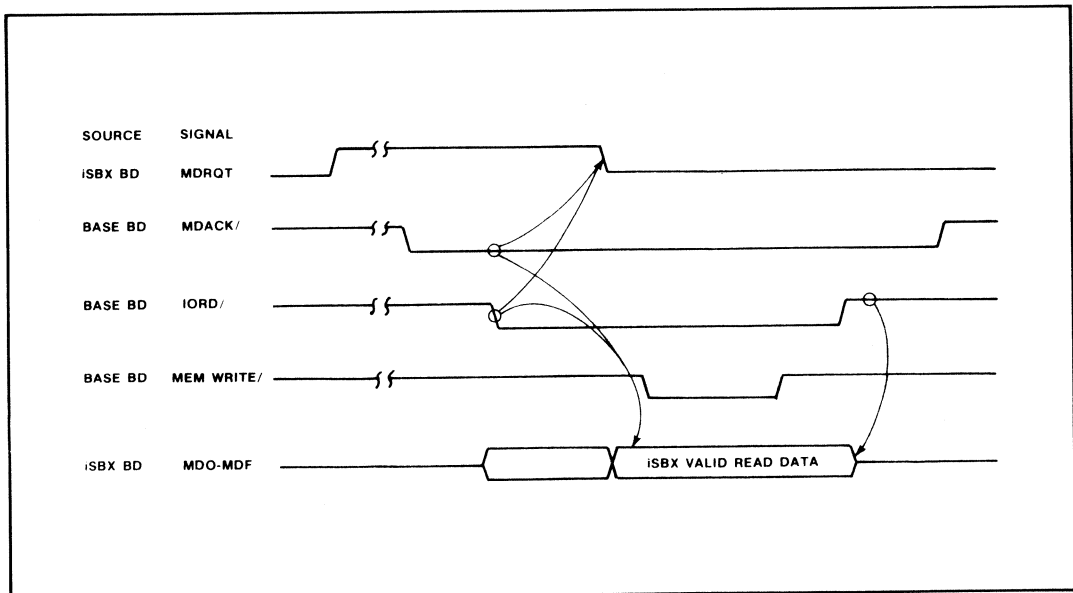 SOURCE SIGNAL
iSBX BD MDRQT
BASE BD MDACK/
BASE BD IORD/
BASE BD MEM WRITE/
iSBX BD MDO-MDF
iSBX VALID READ DATA